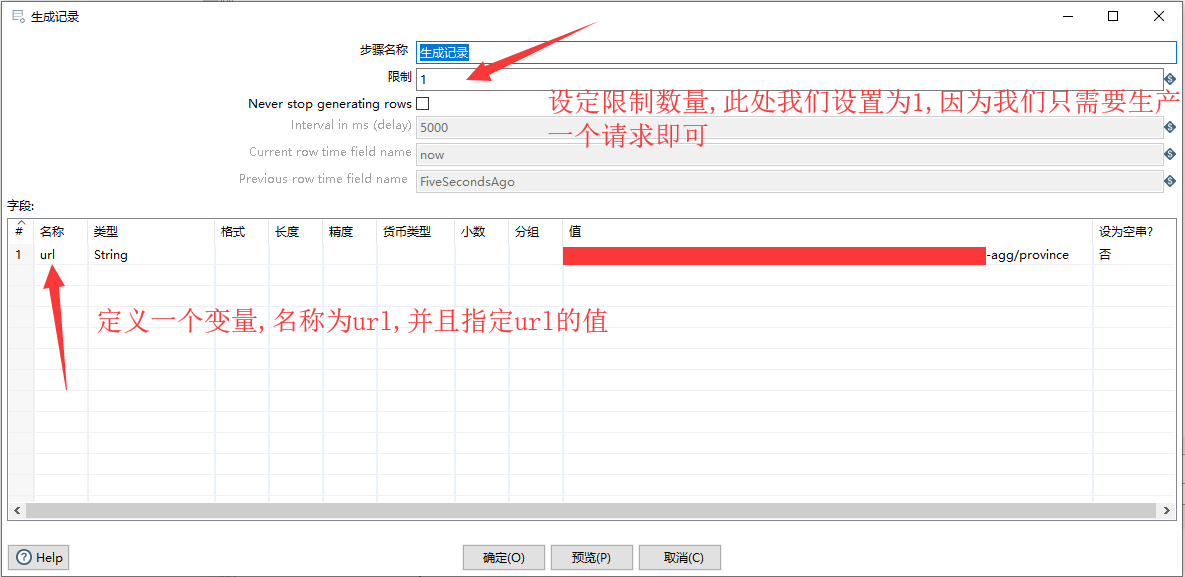 生成记录
步骤名称 生成记录
限制 1
Never stop generating rows
设定限制数量,此处我们设置为1,因为我们只需要生产
一个请求即可
Interval in ms (delay) 5000
Current row time field name now
Previous row time field name FiveSecondsAgo
字段:
# 名称 类型 格式 长度 精度 货币类型 小数 分组 值 设为空串?
1 url String -agg/province 否
定义一个变量,名称为url,并且指定url的值
Help 确定(O) 预览(P) 取消(C)